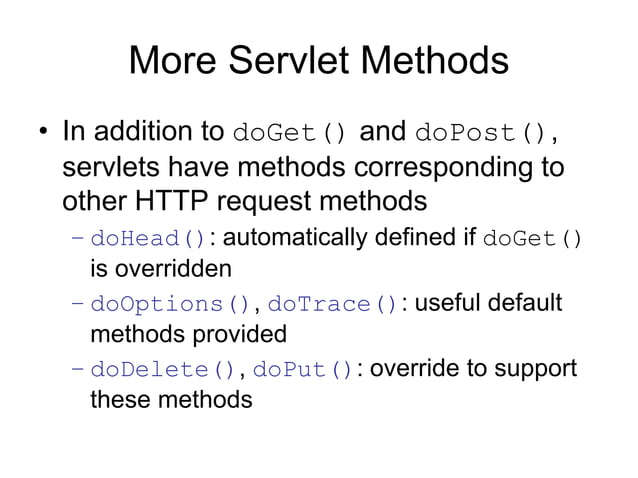 More Servlet Methods
• In addition to doGet() and doPost(),
servlets have methods corresponding to
other HTTP request methods
– doHead(): automatically defined if doGet()
is overridden
– doOptions(), doTrace(): useful default
methods provided
– doDelete(), doPut(): override to support
these methods